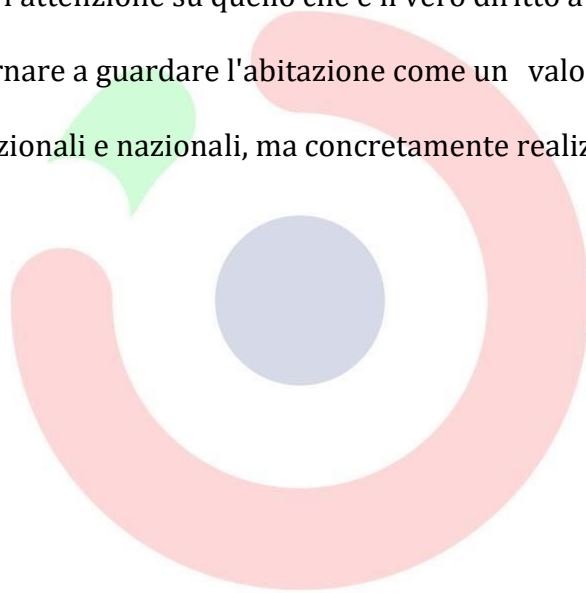 l'attenzione su quello che è il vero diritto a
rnare a guardare l'abitazione come un valo
zionali e nazionali, ma concretamente realiz